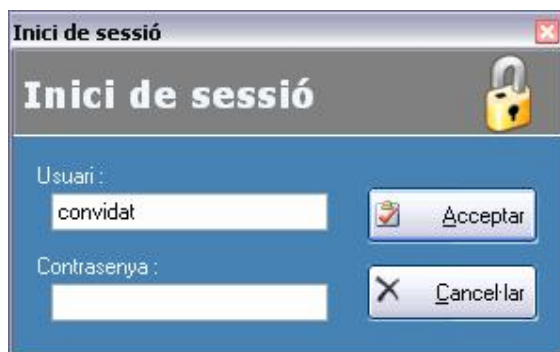 Inici de sessió
Inici de sessió
Usuari :
convidat
Acceptar
Contrasenya :
Cancel·lar